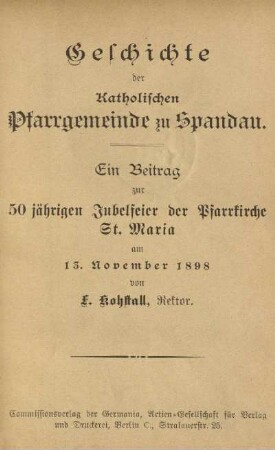 Geschichte
der
Katholischen
Pfarrgemeinde zu Spandau.
Ein Beitrag
zur
50 jährigen Jubelfeier der Pfarrkirche
St. Maria
am
13. November 1898
von
F. Kohstall, Rektor.
Commissionsverlag der Germania, Actien-Gesellschaft für Verlag
und Druckerei, Berlin C., Stralauerstr. 25.